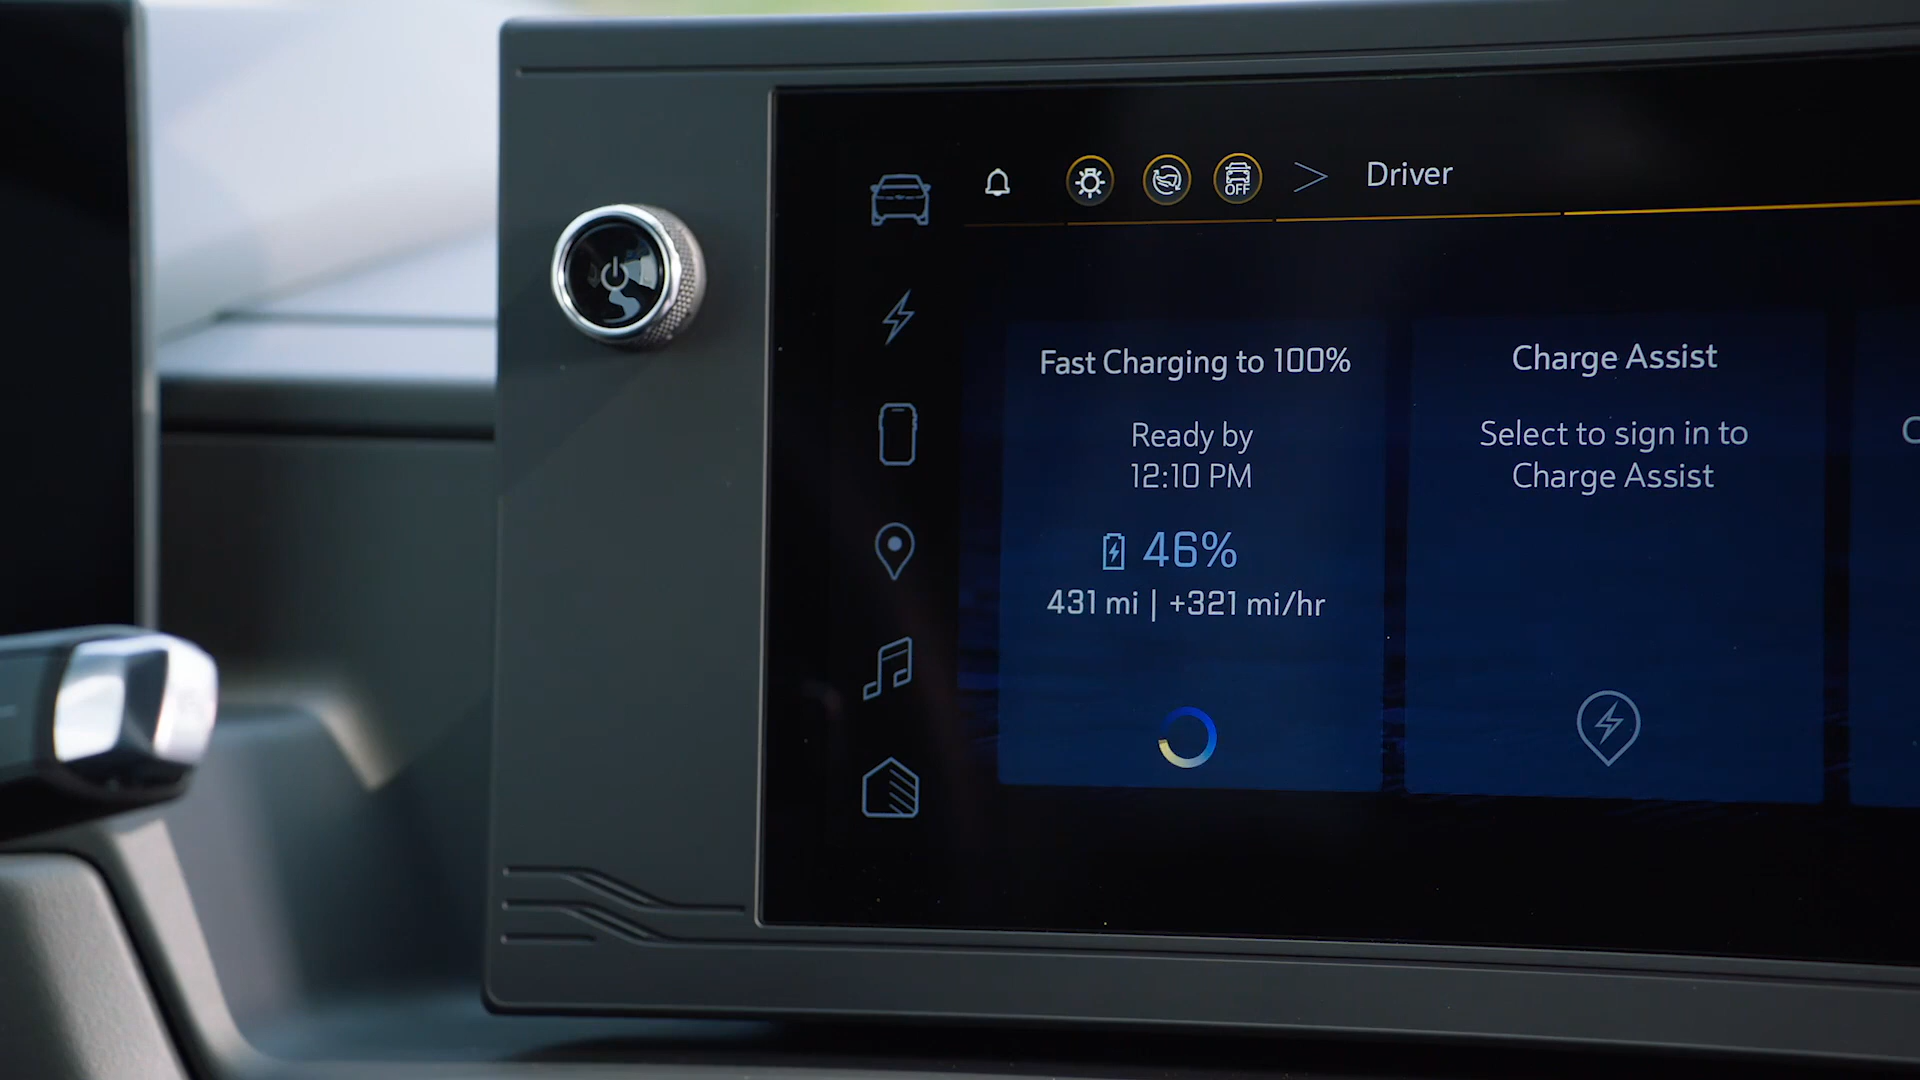 OFF
Driver
Fast Charging to 100%
Ready by
12:10 PM
46%
431 mi | +321 mi/hr
Charge Assist
Select to sign in to
Charge Assist